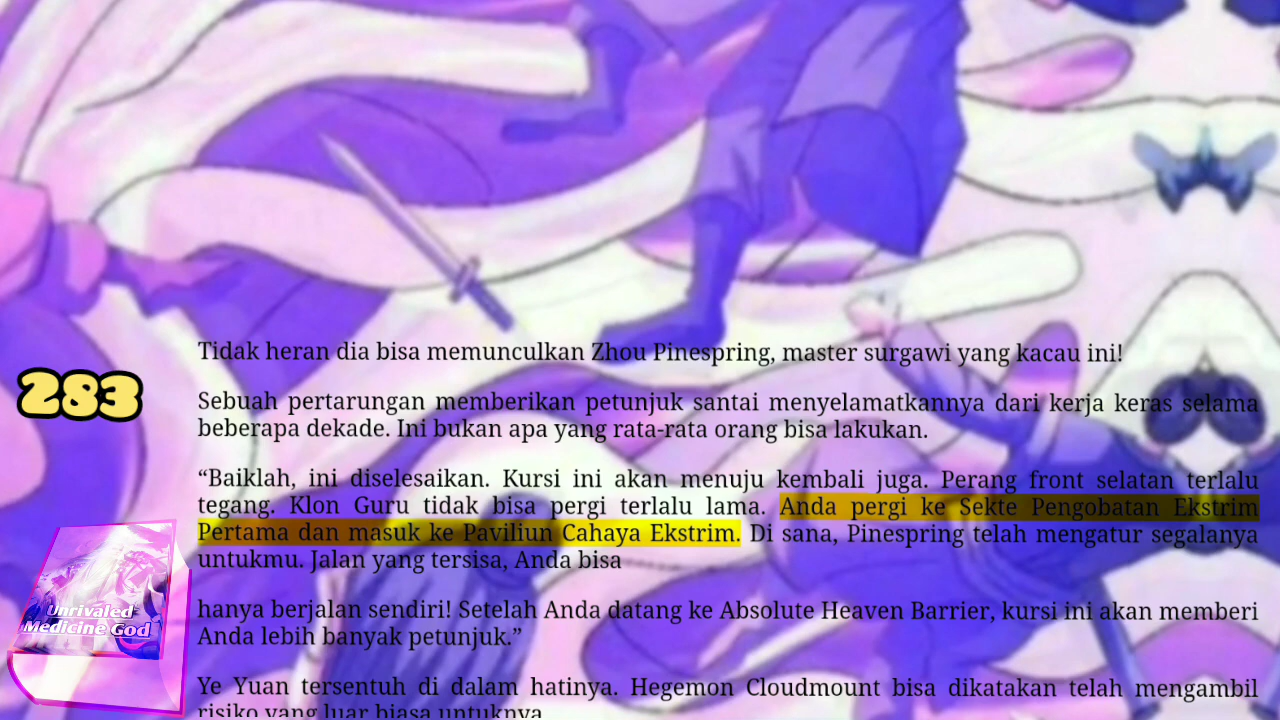 Tidak heran dia bisa memunculkan Zhou Pinespring, master surgawi yang kacau ini!
283
Sebuah pertarungan memberikan petunjuk santai menyelamatkannya dari kerja keras selama
beberapa dekade. Ini bukan apa yang rata-rata orang bisa lakukan.
“Baiklah, ini diselesaikan. Kursi ini akan menuju kembali juga. Perang front selatan terlalu
tegang. Klon Guru tidak bisa pergi terlalu lama. Anda pergi ke Sekte Pengobatan Ekstrim
Pertama dan masuk ke Paviliun Cahaya Ekstrim. Di sana, Pinespring telah mengatur segalanya
untukmu. Jalan yang tersisa, Anda bisa
hanya berjalan sendiri! Setelah Anda datang ke Absolute Heaven Barrier, kursi ini akan memberi
Anda lebih banyak petunjuk.”
Unrivaled
Medicine God
Ye Yuan tersentuh di dalam hatinya. Hegemon Cloudmount bisa dikatakan telah mengambil
risiko yang luar biasa untuknya